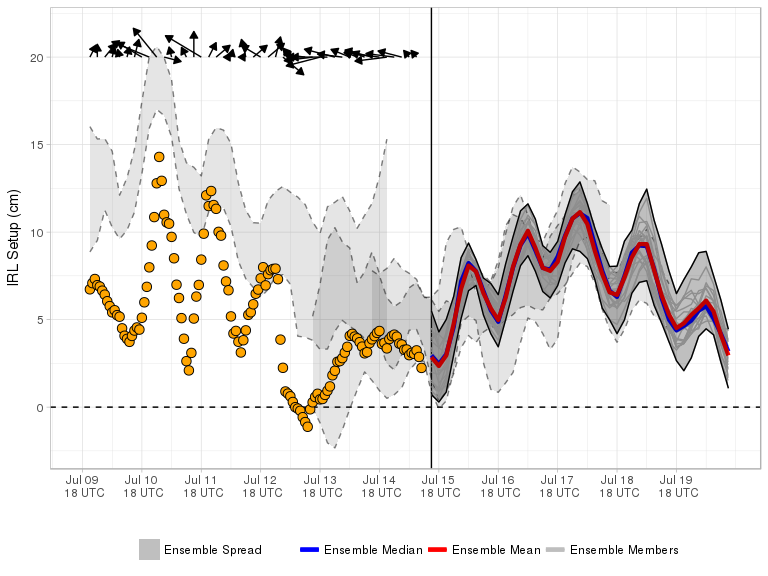 IRL Setup (cm)
20
15
10
5
0
Jul 09 Jul 10 Jul 11 Jul 12 Jul 13 Jul 14 Jul 15 Jul 16 Jul 17 Jul 18 Jul 19
18 UTC 18 UTC 18 UTC 18 UTC 18 UTC 18 UTC 18 UTC 18 UTC 18 UTC 18 UTC 18 UTC
Ensemble Spread Ensemble Median Ensemble Mean Ensemble Members